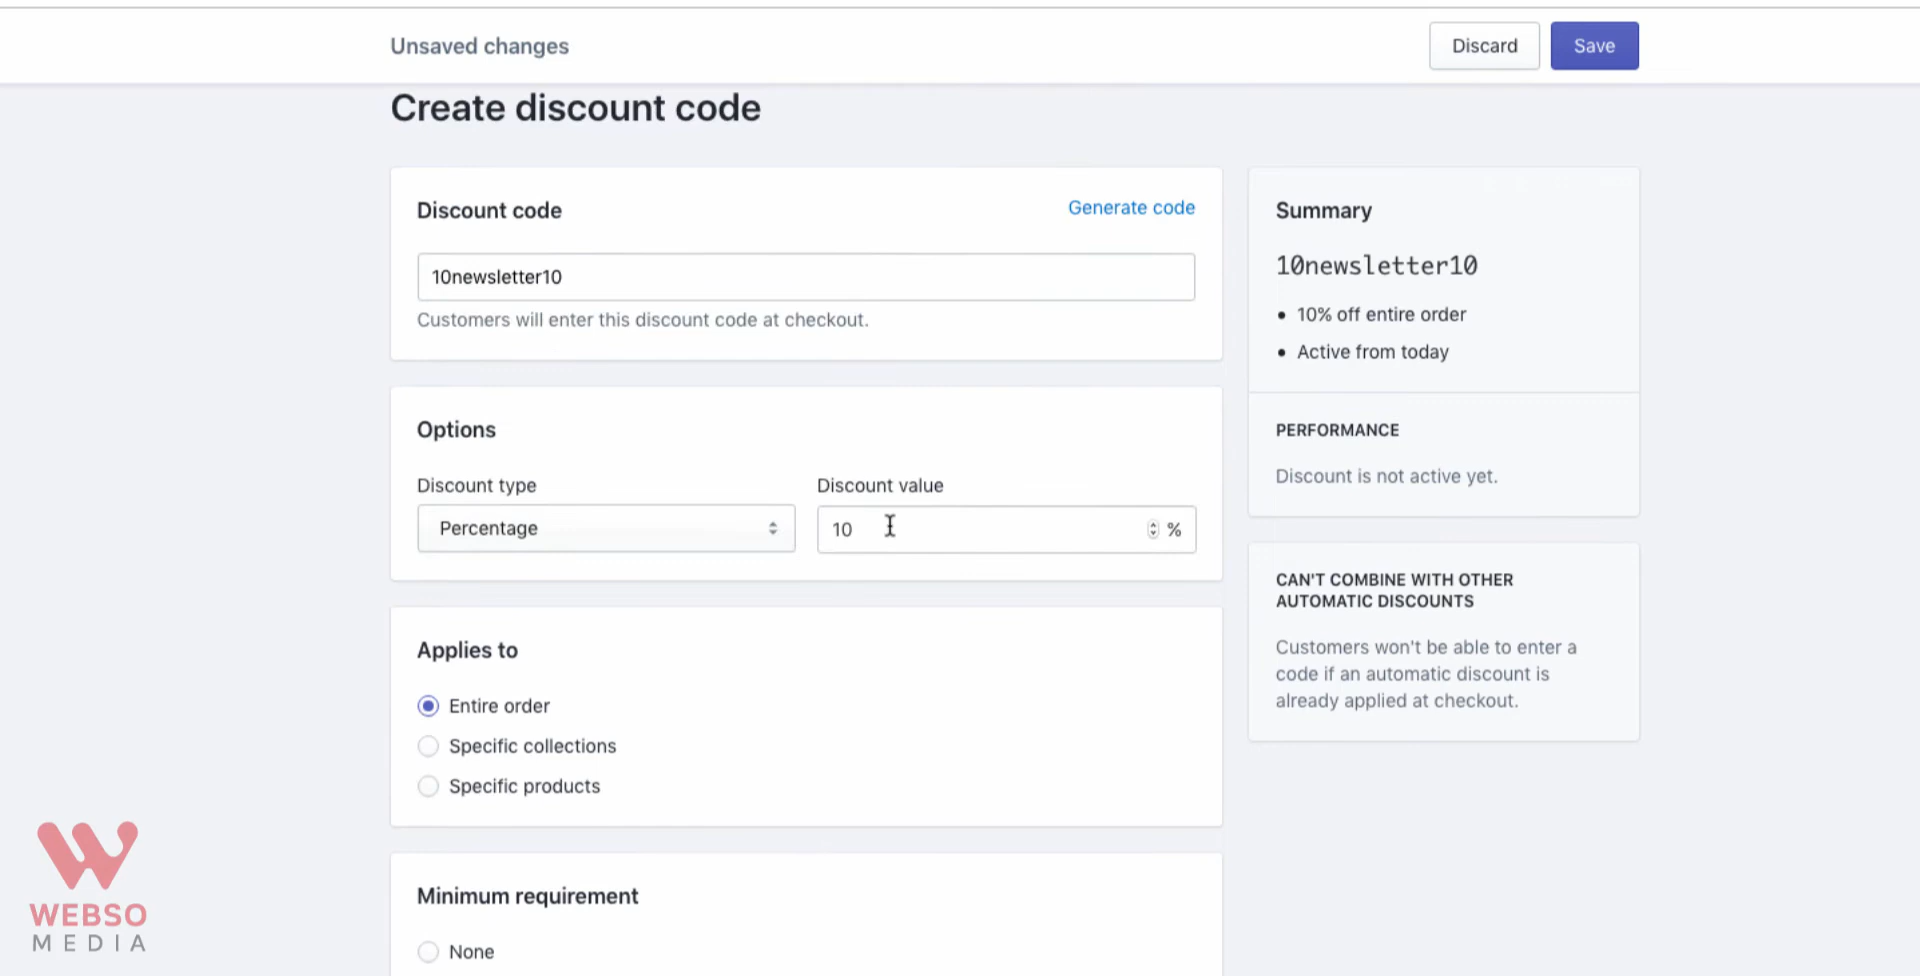 Unsaved changes
Discard
Save
Create discount code
Discount code
Generate code
10newsletter10
Customers will enter this discount code at checkout.
Options
Discount type
Discount value
Percentage
10
%
Applies to
Entire order
Specific collections
Specific products
Minimum requirement
None
Summary
10newsletter10
• 10% off entire order
• Active from today
PERFORMANCE
Discount is not active yet.
CAN'T COMBINE WITH OTHER
AUTOMATIC DISCOUNTS
Customers won't be able to enter a
code if an automatic discount is
already applied at checkout.
WEBSO
MEDIA